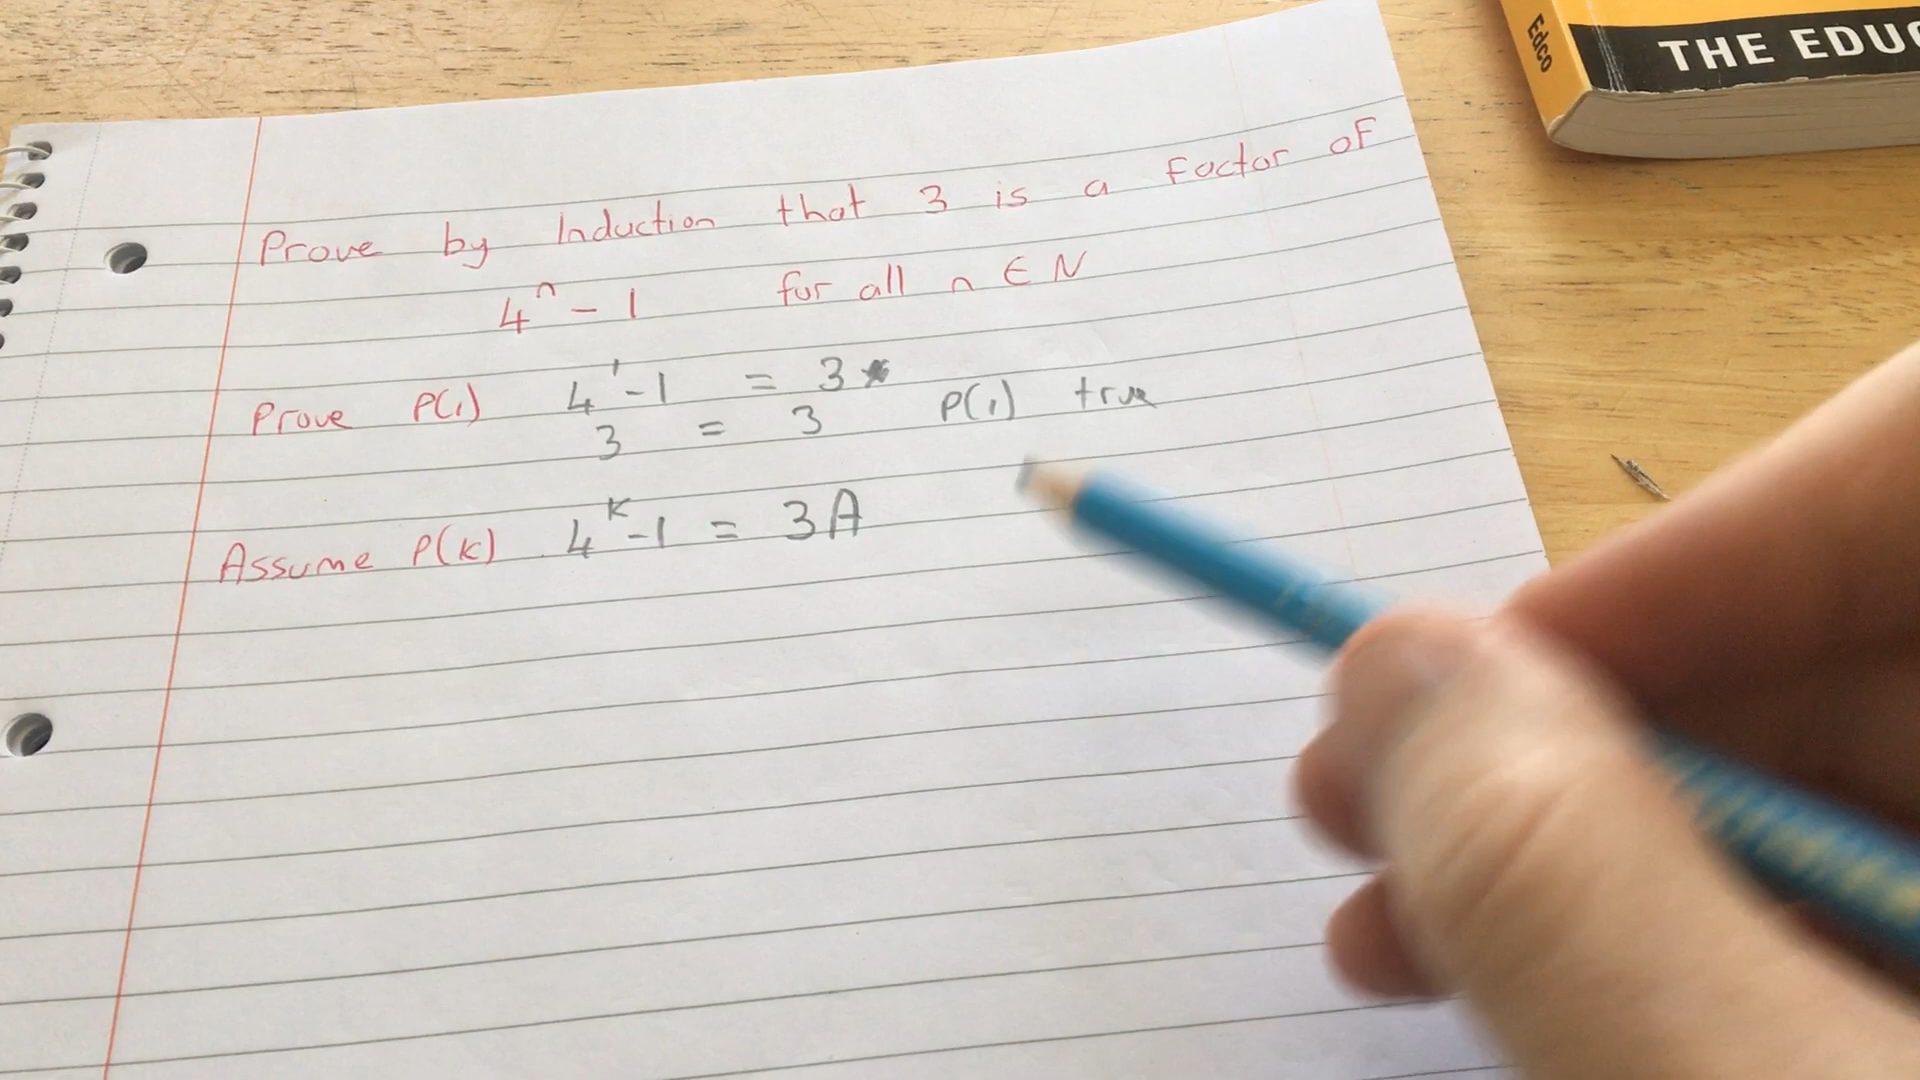 Edco
THE EDUC
Prove by Induction that 3 is a factor of
4ⁿ - 1 for all n ∈ N
Prove P(1) 4¹-1 = 3
3 = 3 P(1) true
Assume P(k) 4ᵏ-1 = 3A